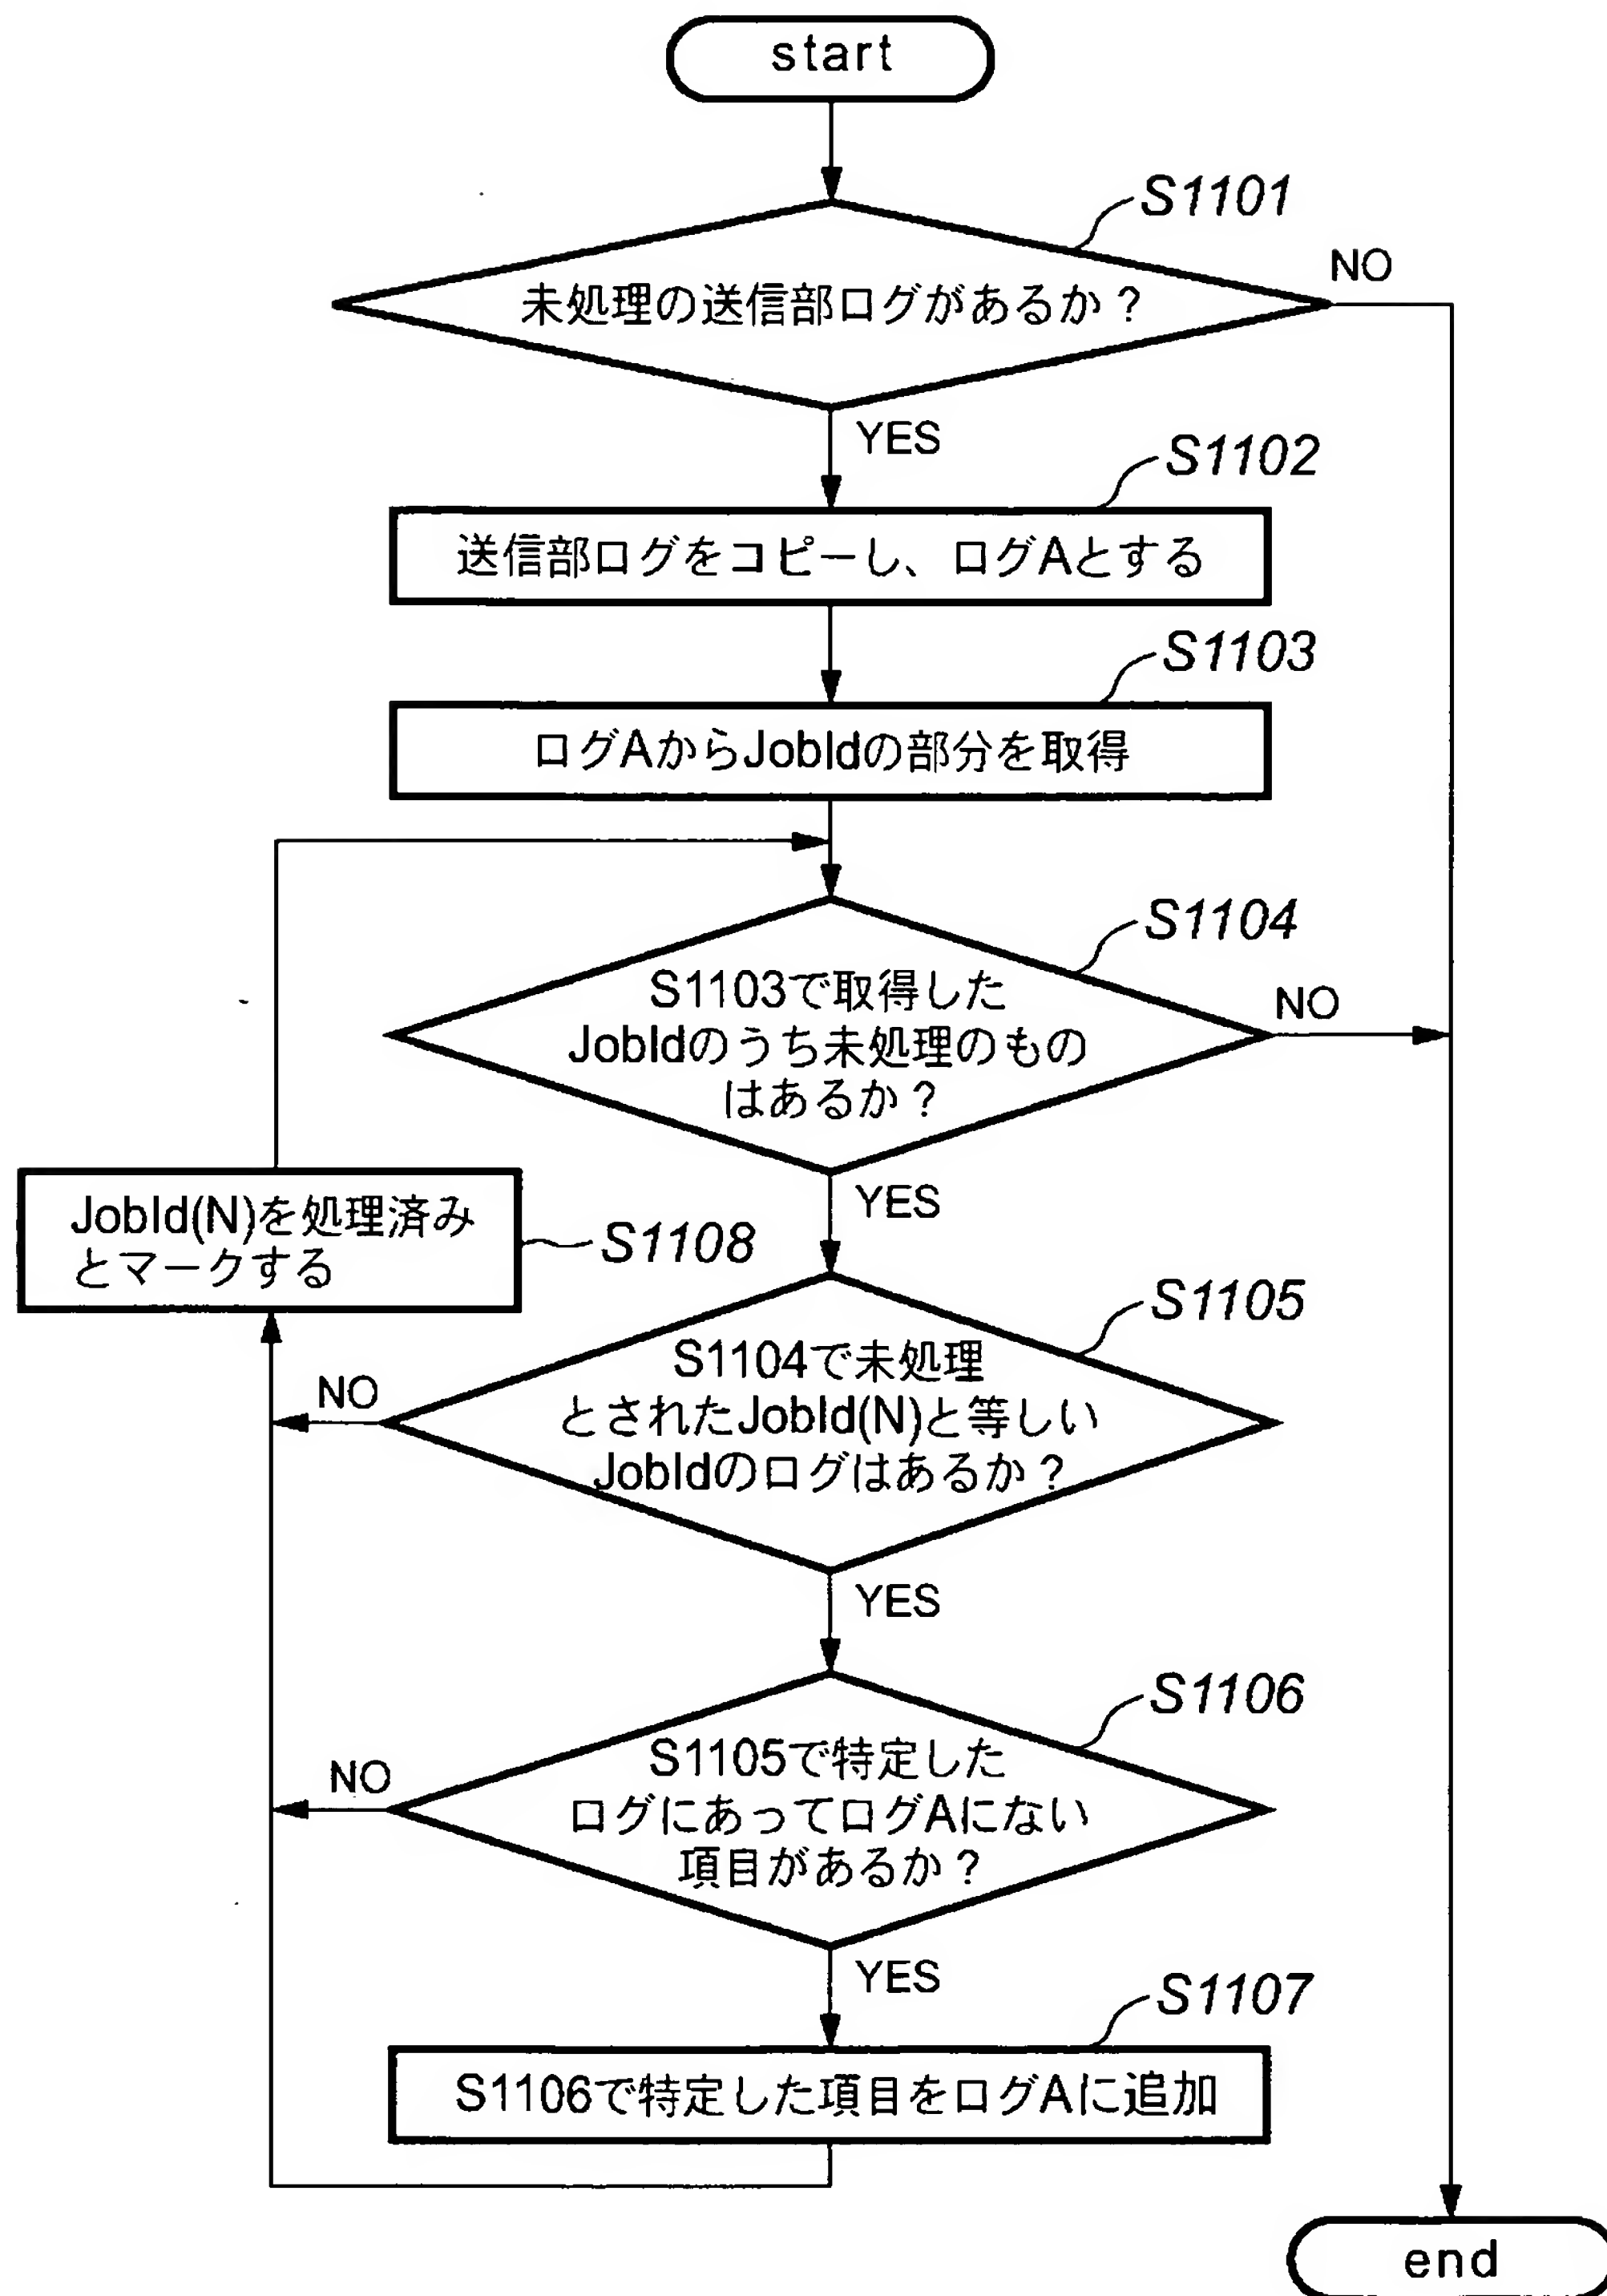 start
S1101
未処理の送信部ログがあるか？
NO
YES
S1102
送信部ログをコピーし、ログAとする
S1103
ログAからJobIdの部分を取得
S1104
S1103で取得した
JobIdのうち未処理のもの
はあるか？
NO
YES
JobId(N)を処理済み
とマークする
S1108
S1105
S1104で未処理
とされたJobId(N)と等しい
JobIdのログはあるか？
NO
YES
S1106
S1105で特定した
ログにあってログAにない
項目があるか？
NO
YES
S1107
S1106で特定した項目をログAに追加
end